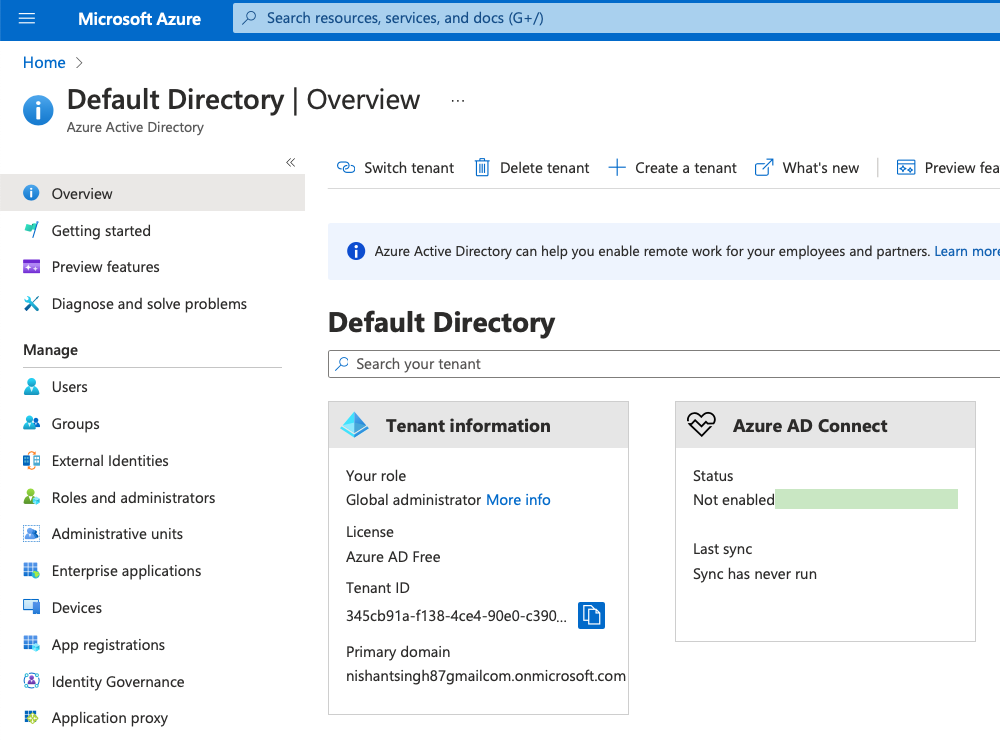 Microsoft Azure
Search resources, services, and docs (G+/)
Home
Default Directory | Overview ...
Azure Active Directory
Switch tenant
Delete tenant
Create a tenant
What's new
Preview fea
Overview
Getting started
Preview features
Diagnose and solve problems
Manage
Users
Groups
External Identities
Roles and administrators
Administrative units
Enterprise applications
Devices
App registrations
Identity Governance
Application proxy
Azure Active Directory can help you enable remote work for your employees and partners. Learn more
Default Directory
Search your tenant
Tenant information
Your role
Global administrator More info
License
Azure AD Free
Tenant ID
345cb91a-f138-4ce4-90e0-c390...
Primary domain
nishantsingh87gmailcom.onmicrosoft.com
Azure AD Connect
Status
Not enabled
Last sync
Sync has never run